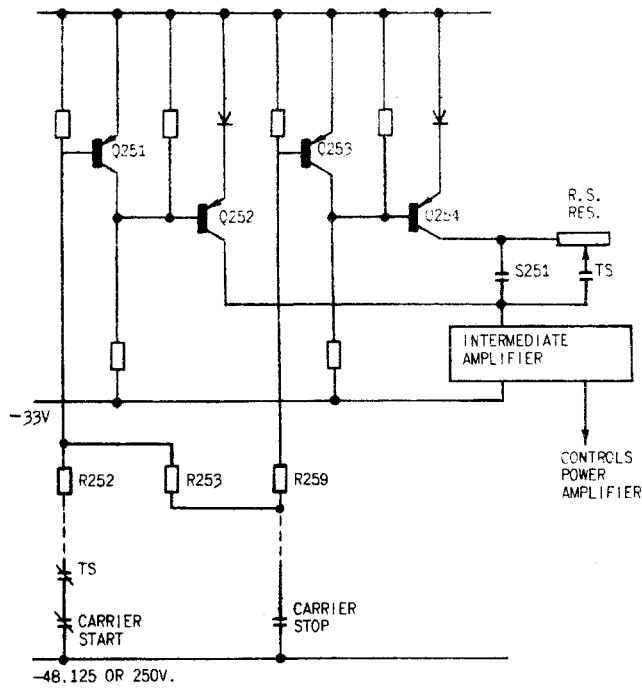 Q251
Q253
Q252
Q254
R.S.
RES.
S251
TS
INTERMEDIATE
AMPLIFIER
-33V
CONTROLS
POWER
AMPLIFIER
R252
R253
R259
TS
CARRIER
START
CARRIER
STOP
-48,125 OR 250V.